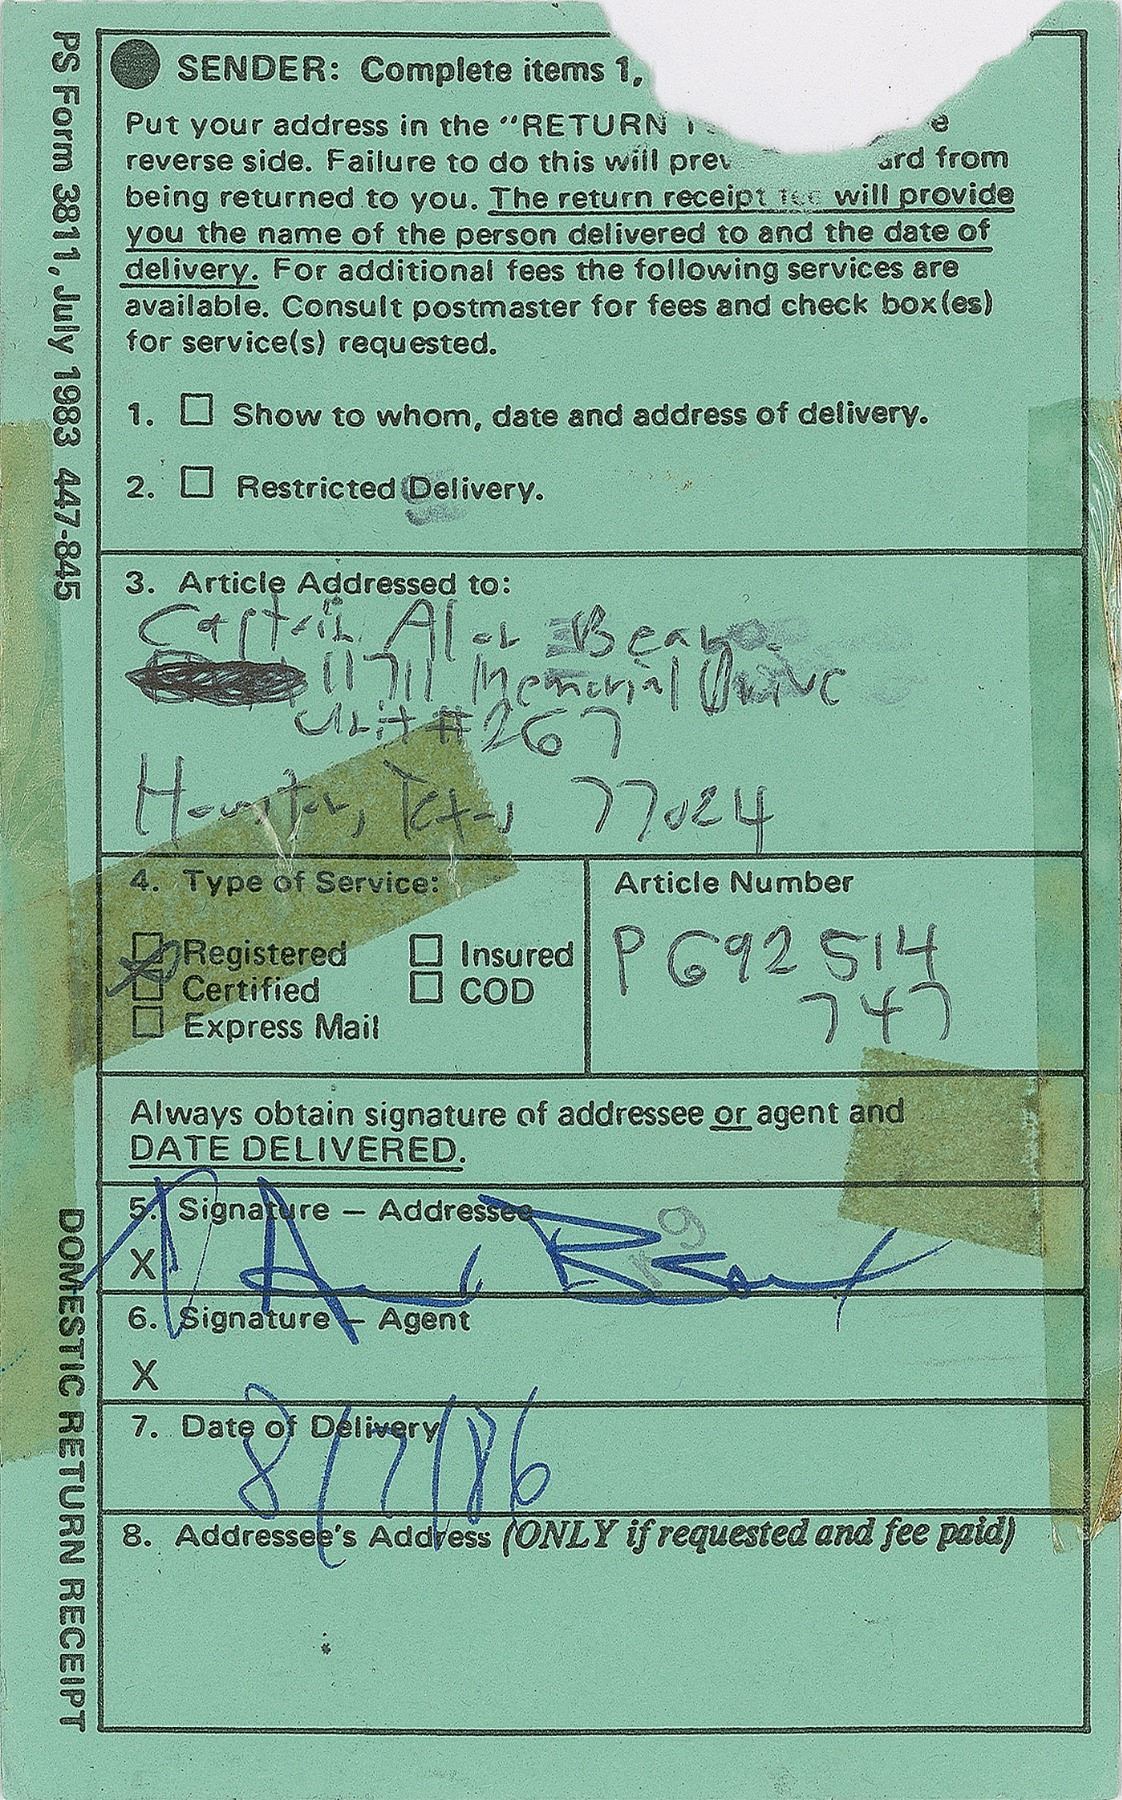 SENDER: Complete items 1,
Put your address in the "RETURN
reverse side. Failure to do this will from
being returned to you. The return receipt fee will provide
you the name of the person delivered to and the date of
delivery. For additional fees the following services are
available. Consult postmaster for fees and check box(es)
for service(s) requested.
1. Show to whom, date and address of delivery.
2. Restricted Delivery.
3. Article Addressed to:
Captain Alan Bean
11711 Memorial Drive
Unit #267
Houston, Texas 77024
4. Type of Service:
Article Number
Registered Insured
Certified COD
Express Mail
P 692 514
747
Always obtain signature of addressee or agent and
DATE DELIVERED.
5. Signature – Addressee
X Alan Bean
6. Signature – Agent
X
7. Date of Delivery
8/7/86
8. Addressee's Address (ONLY if requested and fee paid)
PS Form 3811, July 1983 447-845
DOMESTIC RETURN RECEIPT